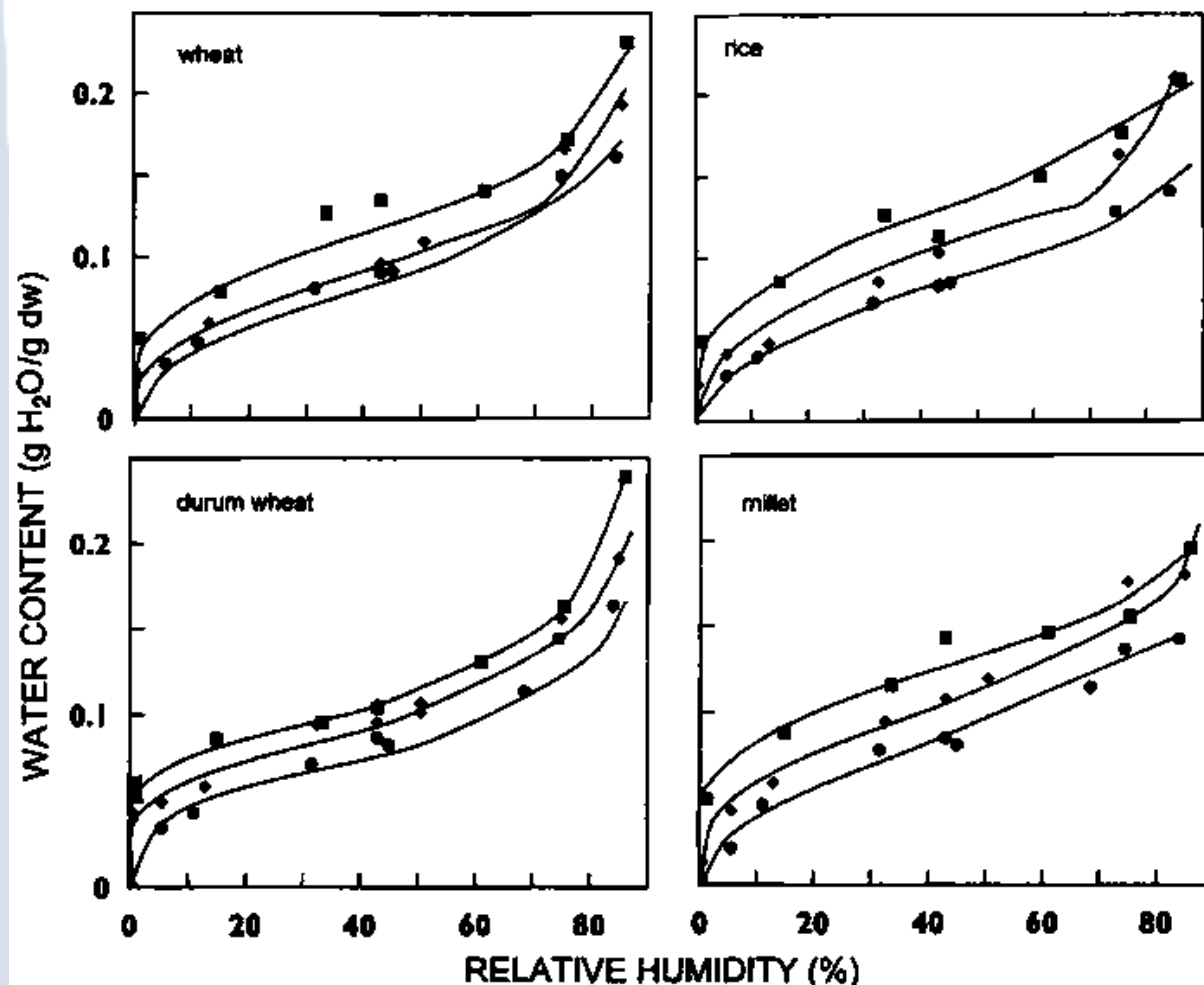 wheat
rice
0.2
0.1
0
durum wheat
millet
0.2
0.1
0
WATER CONTENT (g H₂O/g dw)
0 20 40 60 80
0 20 40 60 80
RELATIVE HUMIDITY (%)